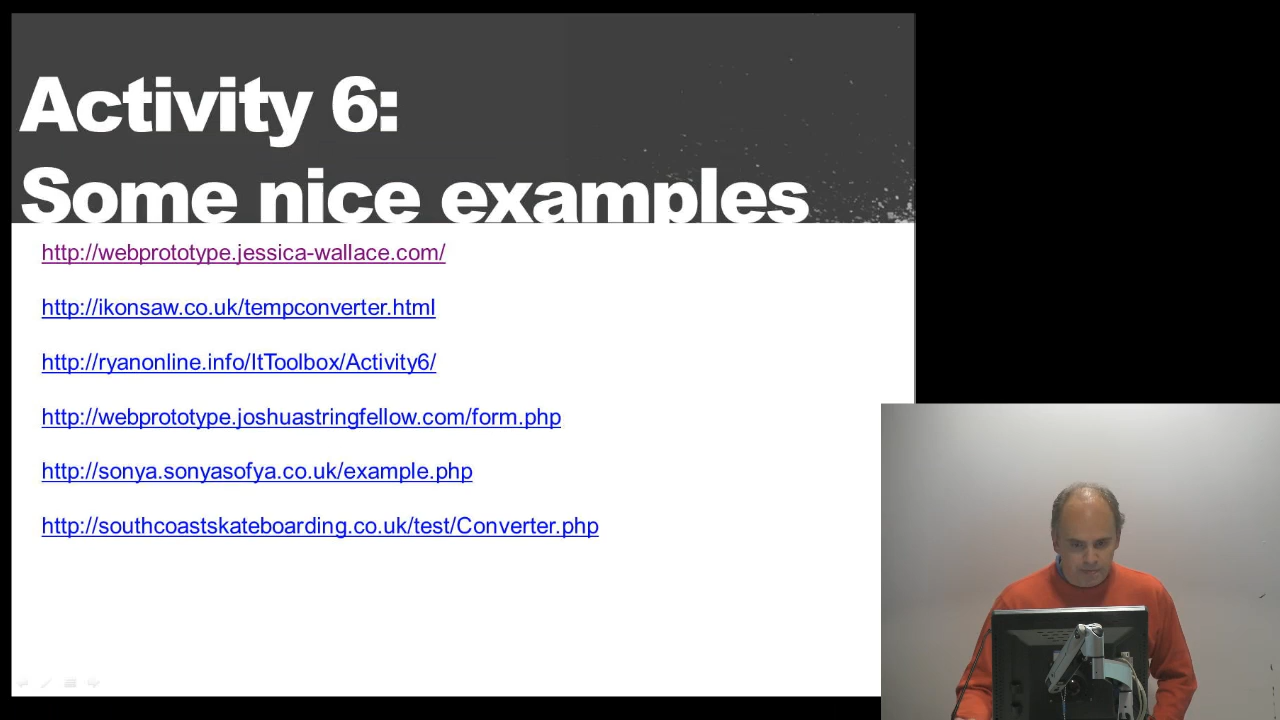 Activity 6:
Some nice examples
http://webprototype.jessica-wallace.com/
http://ikonsaw.co.uk/tempconverter.html
http://ryanonline.info/ItToolbox/Activity6/
http://webprototype.joshuastringfellow.com/form.php
http://sonya.sonyasofya.co.uk/example.php
http://southcoastskateboarding.co.uk/test/Converter.php